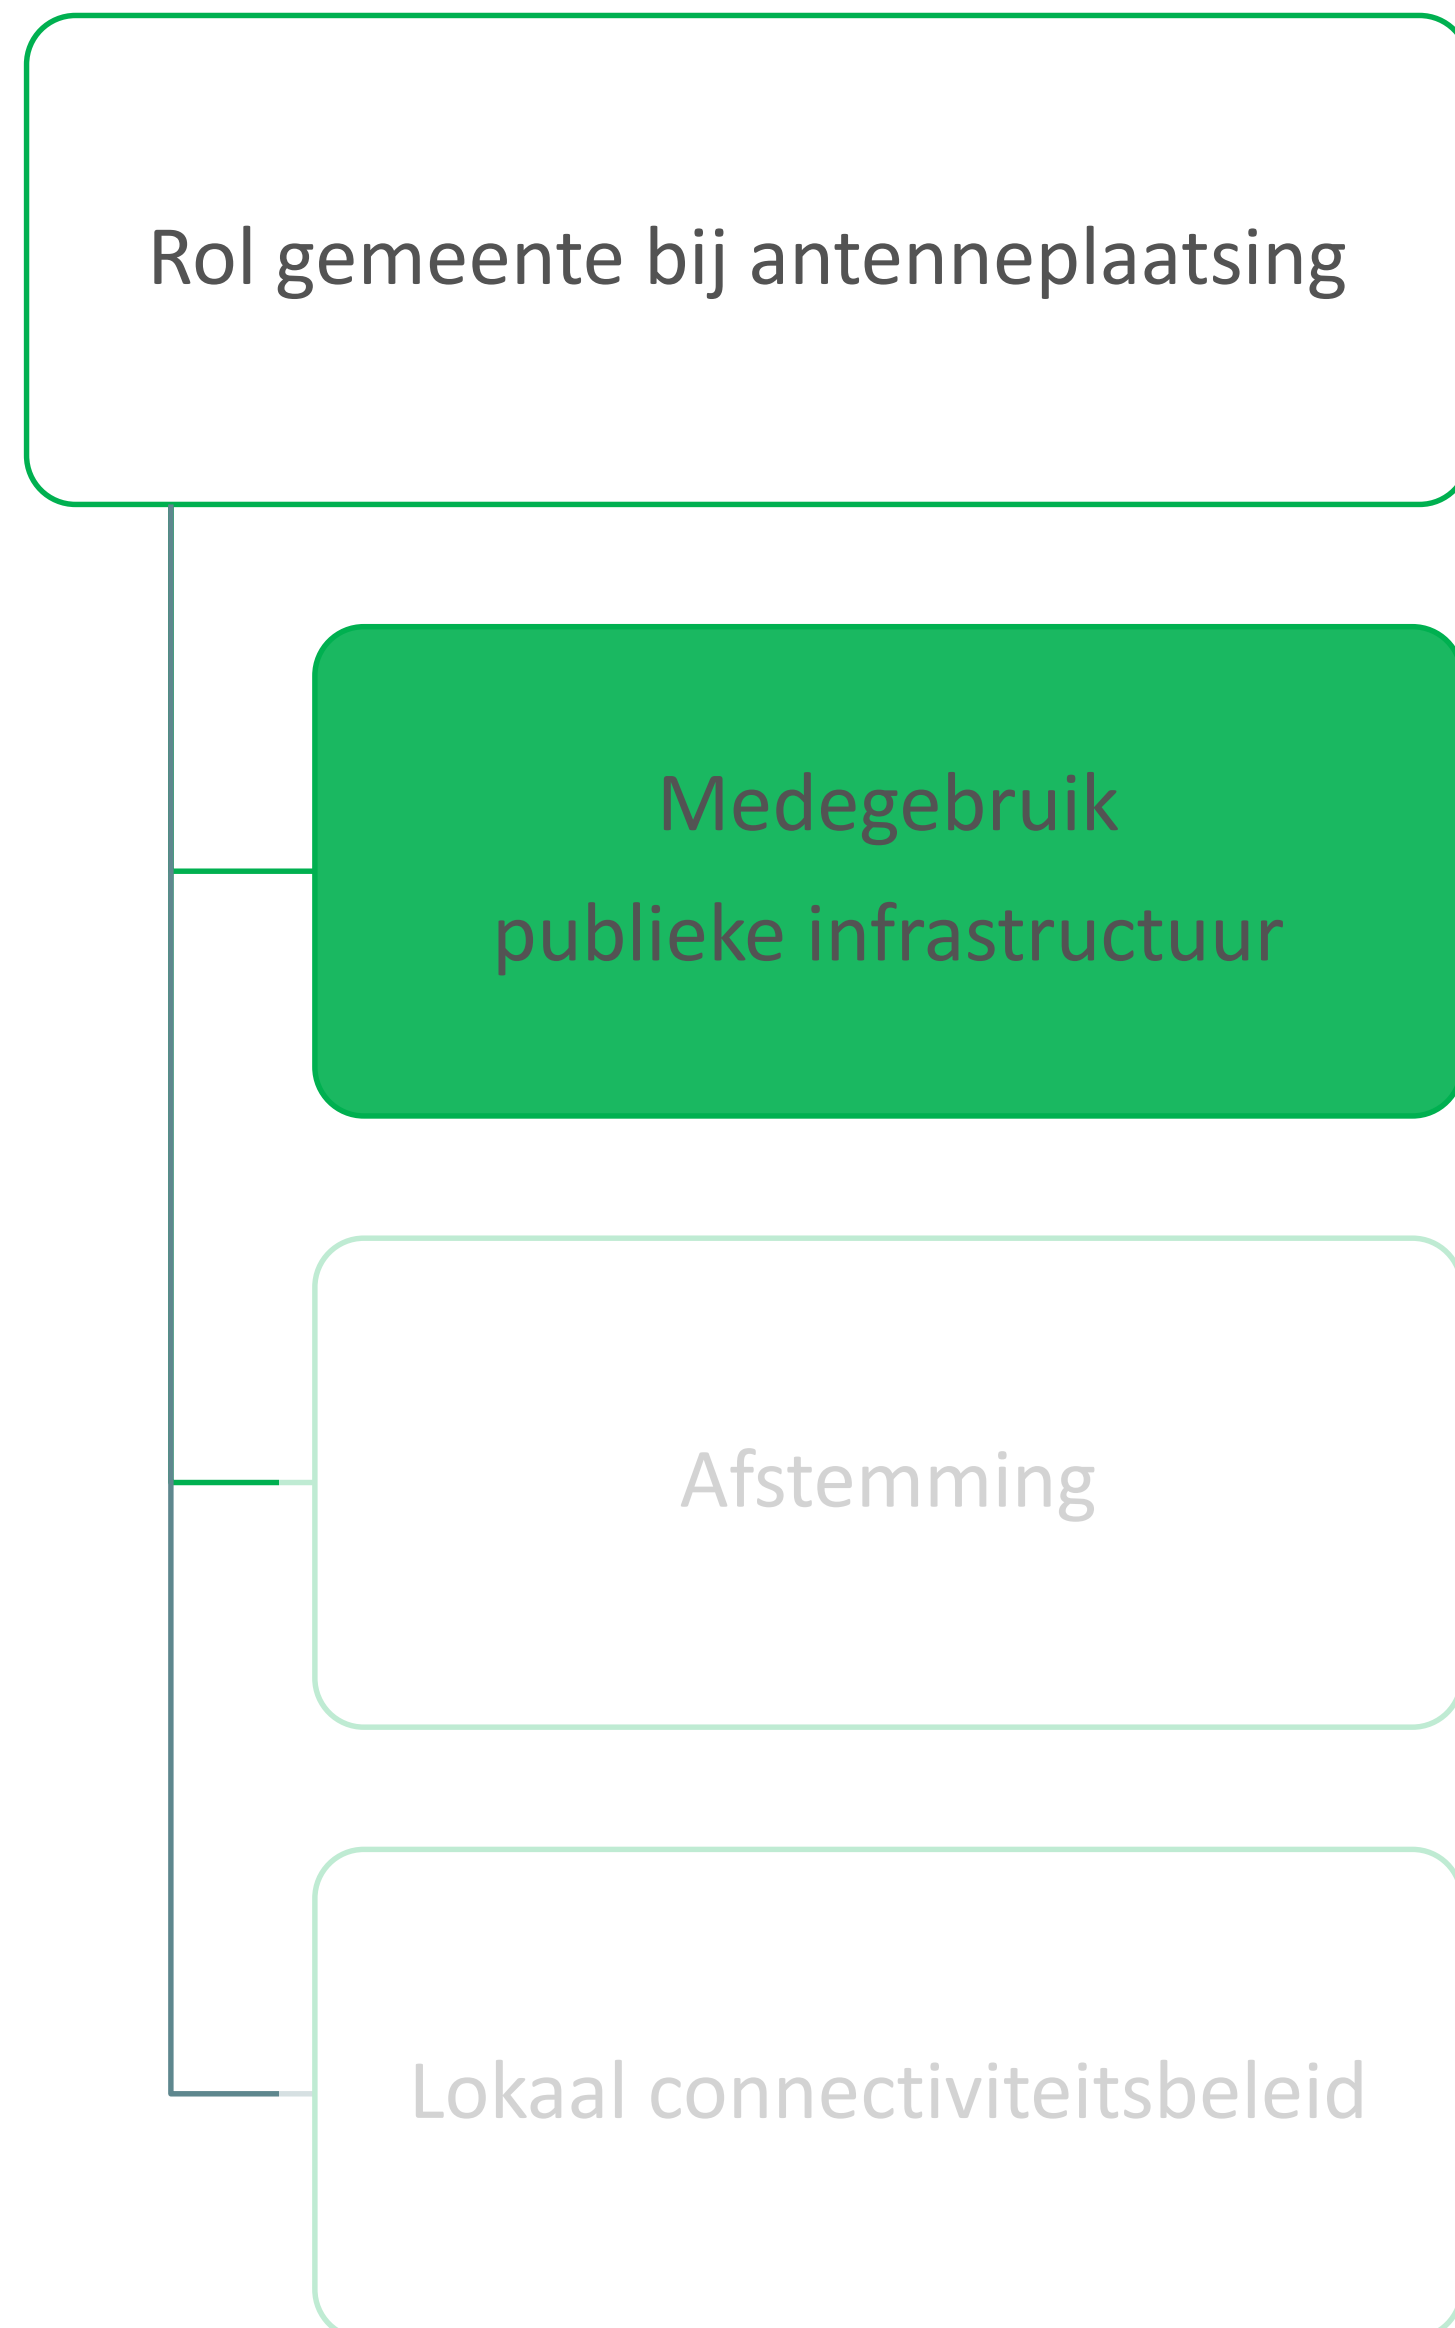 Rol gemeente bij antenneplaatsing
Medegebruik
publieke infrastructuur
Afstemming
Lokaal connectiviteitsbeleid